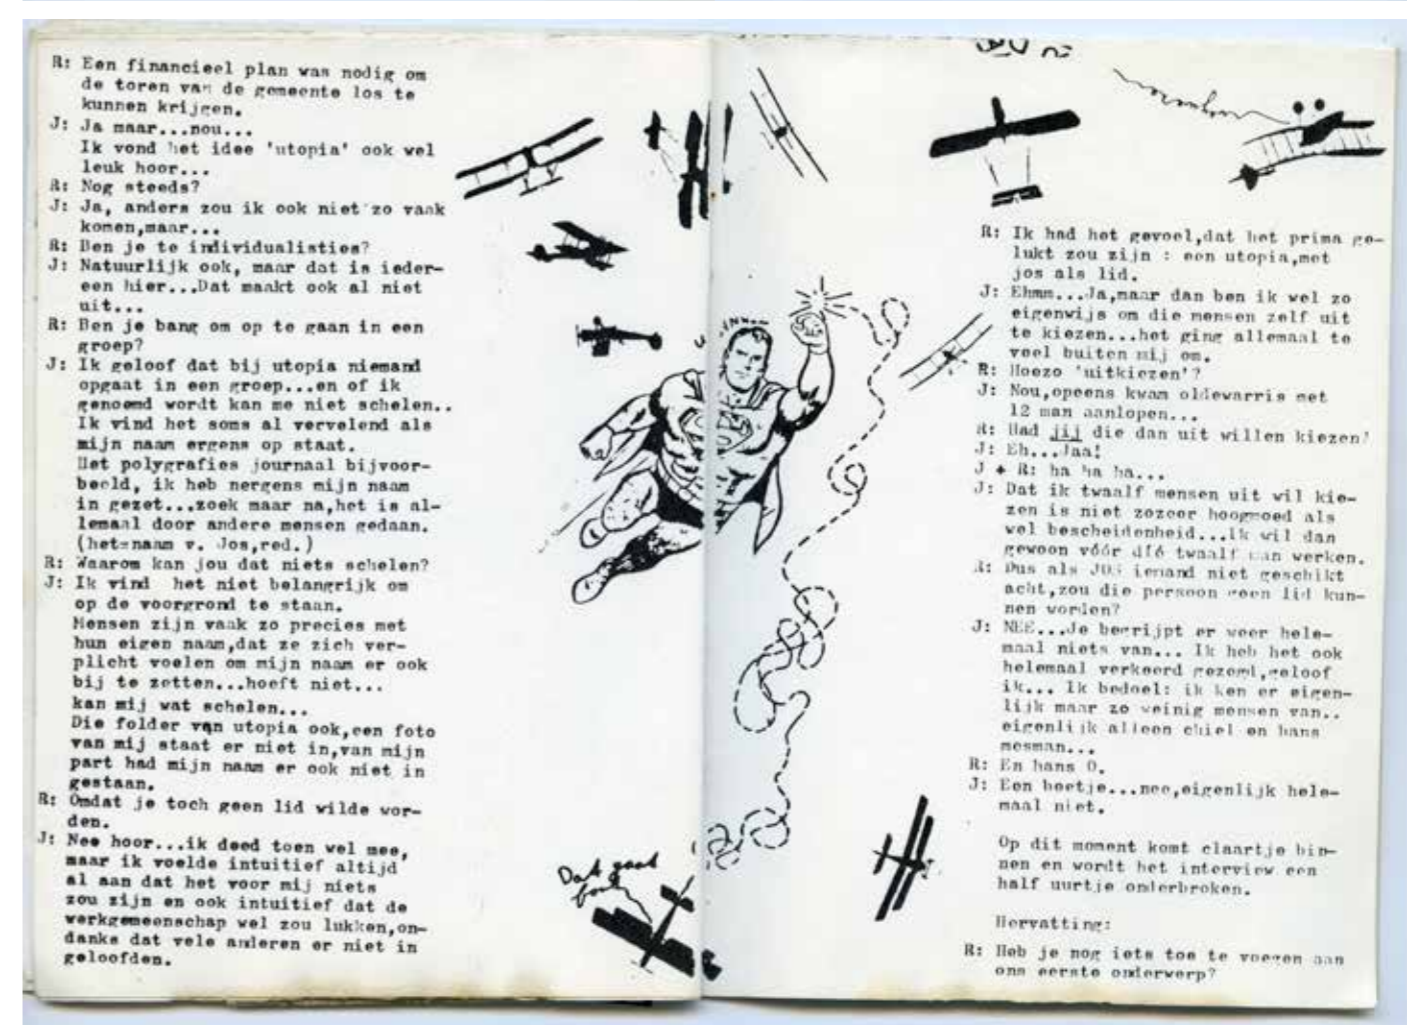 R: Een financieel plan was nodig om
de toren van de gemeente los te
kunnen krijgen.
J: Ja maar...nou...
Ik vond het idee 'utopia' ook wel
leuk hoor...
R: Nog steeds?
J: Ja, anders zou ik ook niet zo vaak
komen,maar...
R: Ben je te individualisties?
J: Natuurlijk ook, maar dat is ieder-
een hier...Dat maakt ook al niet
uit...
R: Ben je bang om op te gaan in een
groep?
J: Ik geloof dat bij utopia niemand
opgaat in een groep...en of ik
genoemd wordt kan me niet schelen..
Ik vind het soms al vervelend als
mijn naam ergens op staat.
Het polygrafies journaal bijvoor-
beeld, ik heb nergens mijn naam
in gezet...zoek maar na,het is al-
lemaal door andere mensen gedaan.
(het=naam v. Jos,red.)
R: Waarom kan jou dat niets schelen?
J: Ik vind het niet belangrijk om
op de voorgrond te staan.
Mensen zijn vaak zo precies met
hun eigen naam,dat ze zich ver-
plicht voelen om mijn naam er ook
bij te zetten...hoeft niet...
kan mij wat schelen...
Die folder van utopia ook,een foto
van mij staat er niet in,van mijn
part had mijn naam er ook niet in
gestaan.
R: Omdat je toch geen lid wilde wor-
den.
J: Nee hoor...ik deed toen wel mee,
maar ik voelde intuitief altijd
al aan dat het voor mij niets
zou zijn en ook intuitief dat de
werkgemeenschap wel zou lukken,on-
danks dat vele anderen er niet in
geloofden.
Dat gaat
fout
R: Ik had het gevoel,dat het prima ge-
lukt zou zijn : een utopia,met
jos als lid.
J: Ehmm...Ja,maar dan ben ik wel zo
eigenwijs om die mensen zelf uit
te kiezen...het ging allemaal te
veel buiten mij om.
R: Hoezo 'uitkiezen'?
J: Nou,opeens kwam oldewarris met
12 man aanlopen...
R: Had jij die dan uit willen kiezen?
J: Eh...Jaa!
J + R: ha ha ha...
J: Dat ik twaalf mensen uit wil kie-
zen is niet zozeer hoogmoed als
wel bescheidenheid...Ik wil dan
gewoon vóór díé twaalf man werken.
R: Dus als JOS iemand niet geschikt
acht,zou die persoon geen lid kun-
nen worden?
J: NEE...Je begrijpt er weer hele-
maal niets van... Ik heb het ook
helemaal verkeerd gezegd,geloof
ik... Ik bedoel: ik ken er eigen-
lijk maar zo weinig mensen van..
eigenlijk alleen chiel en hans
mesman...
R: En hans O.
J: Een beetje...nee,eigenlijk hele-
maal niet.
Op dit moment komt claartje bin-
nen en wordt het interview een
half uurtje onderbroken.
Hervatting:
R: Heb je nog iets toe te voegen aan
ons eerste onderwerp?